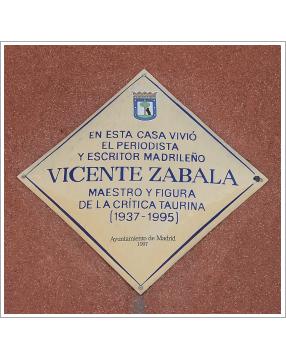 EN ESTA CASA VIVIÓ
EL PERIODISTA
Y ESCRITOR MADRILEÑO
VICENTE ZABALA
MAESTRO Y FIGURA
DE LA CRÍTICA TAURINA
(1937-1995)
Ayuntamiento de Madrid
1997